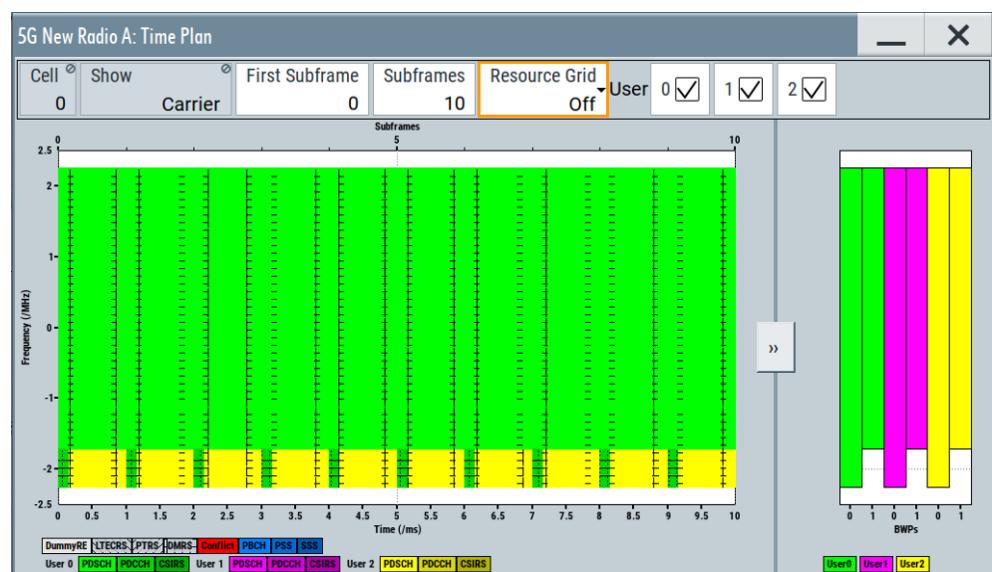 5G New Radio A: Time Plan
Cell Show First Subframe Subframes Resource Grid User 0 1 2
0 Carrier 0 10 Off
Subframes
0 5 10
2.5
2
1
0
-1
-2
-2.5
Frequency (/MHz)
0 0.5 1 1.5 2 2.5 3 3.5 4 4.5 5 5.5 6 6.5 7 7.5 8 8.5 9 9.5 10
Time (/ms)
»
0 1 0 1 0 1
BWPs
DummyRE LTECRS PTRS DMRS Conflict PBCH PSS SSS
User 0 PDSCH PDCCH CSIRS User 1 PDSCH PDCCH CSIRS User 2 PDSCH PDCCH CSIRS
User0 User1 User2